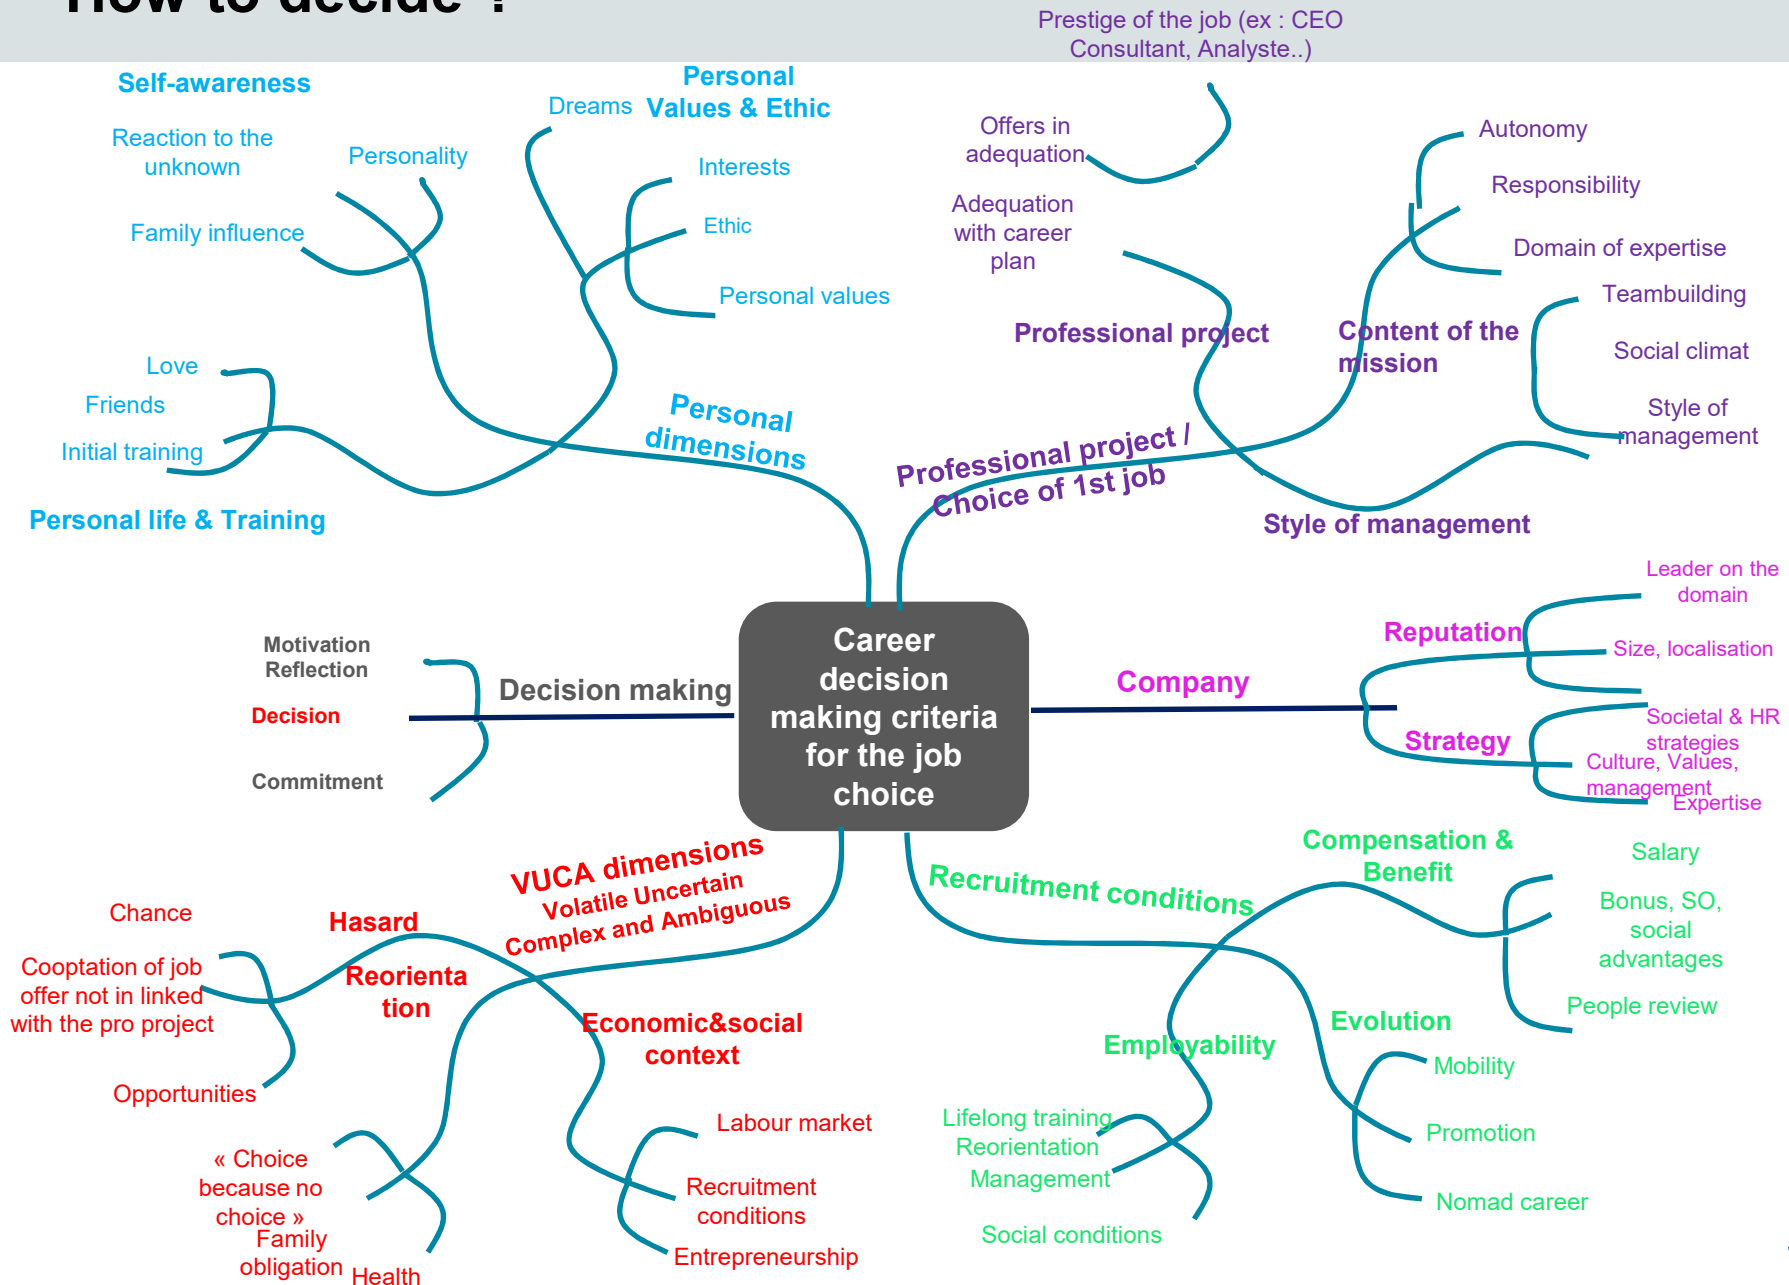 How to decide ?
Prestige of the job (ex : CEO
Consultant, Analyste..)
Self-awareness
Reaction to the
unknown
Personality
Family influence
Personal
Values & Ethic
Dreams
Interests
Ethic
Personal values
Love
Friends
Initial training
Personal life & Training
Personal
dimensions
Offers in
adequation
Adequation
with career
plan
Professional project
Autonomy
Responsibility
Domain of expertise
Content of the
mission
Teambuilding
Social climat
Style of
management
Style of management
Professional project /
Choice of 1st job
Motivation
Reflection
Decision
Commitment
Decision making
Career
decision
making criteria
for the job
choice
Company
Reputation
Leader on the
domain
Size, localisation
Strategy
Societal & HR
strategies
Culture, Values,
management
Expertise
VUCA dimensions
Volatile Uncertain
Complex and Ambiguous
Hasard
Chance
Cooptation of job
offer not in linked
with the pro project
Opportunities
Reorienta
tion
« Choice
because no
choice »
Family
obligation
Health
Economic&social
context
Labour market
Recruitment
conditions
Entrepreneurship
Recruitment conditions
Compensation &
Benefit
Salary
Bonus, SO,
social
advantages
People review
Employability
Lifelong training
Reorientation
Management
Social conditions
Evolution
Mobility
Promotion
Nomad career